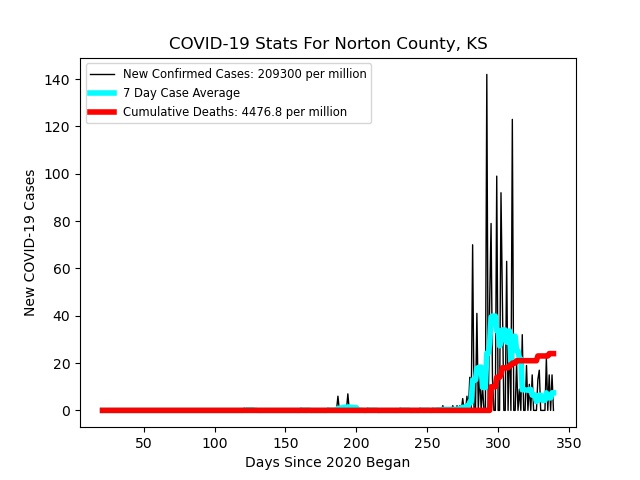 COVID-19 Stats For Norton County, KS
New Confirmed Cases: 209300 per million
7 Day Case Average
Cumulative Deaths: 4476.8 per million
New COVID-19 Cases
140
120
100
80
60
40
20
0
50
100
150
200
250
300
350
Days Since 2020 Began